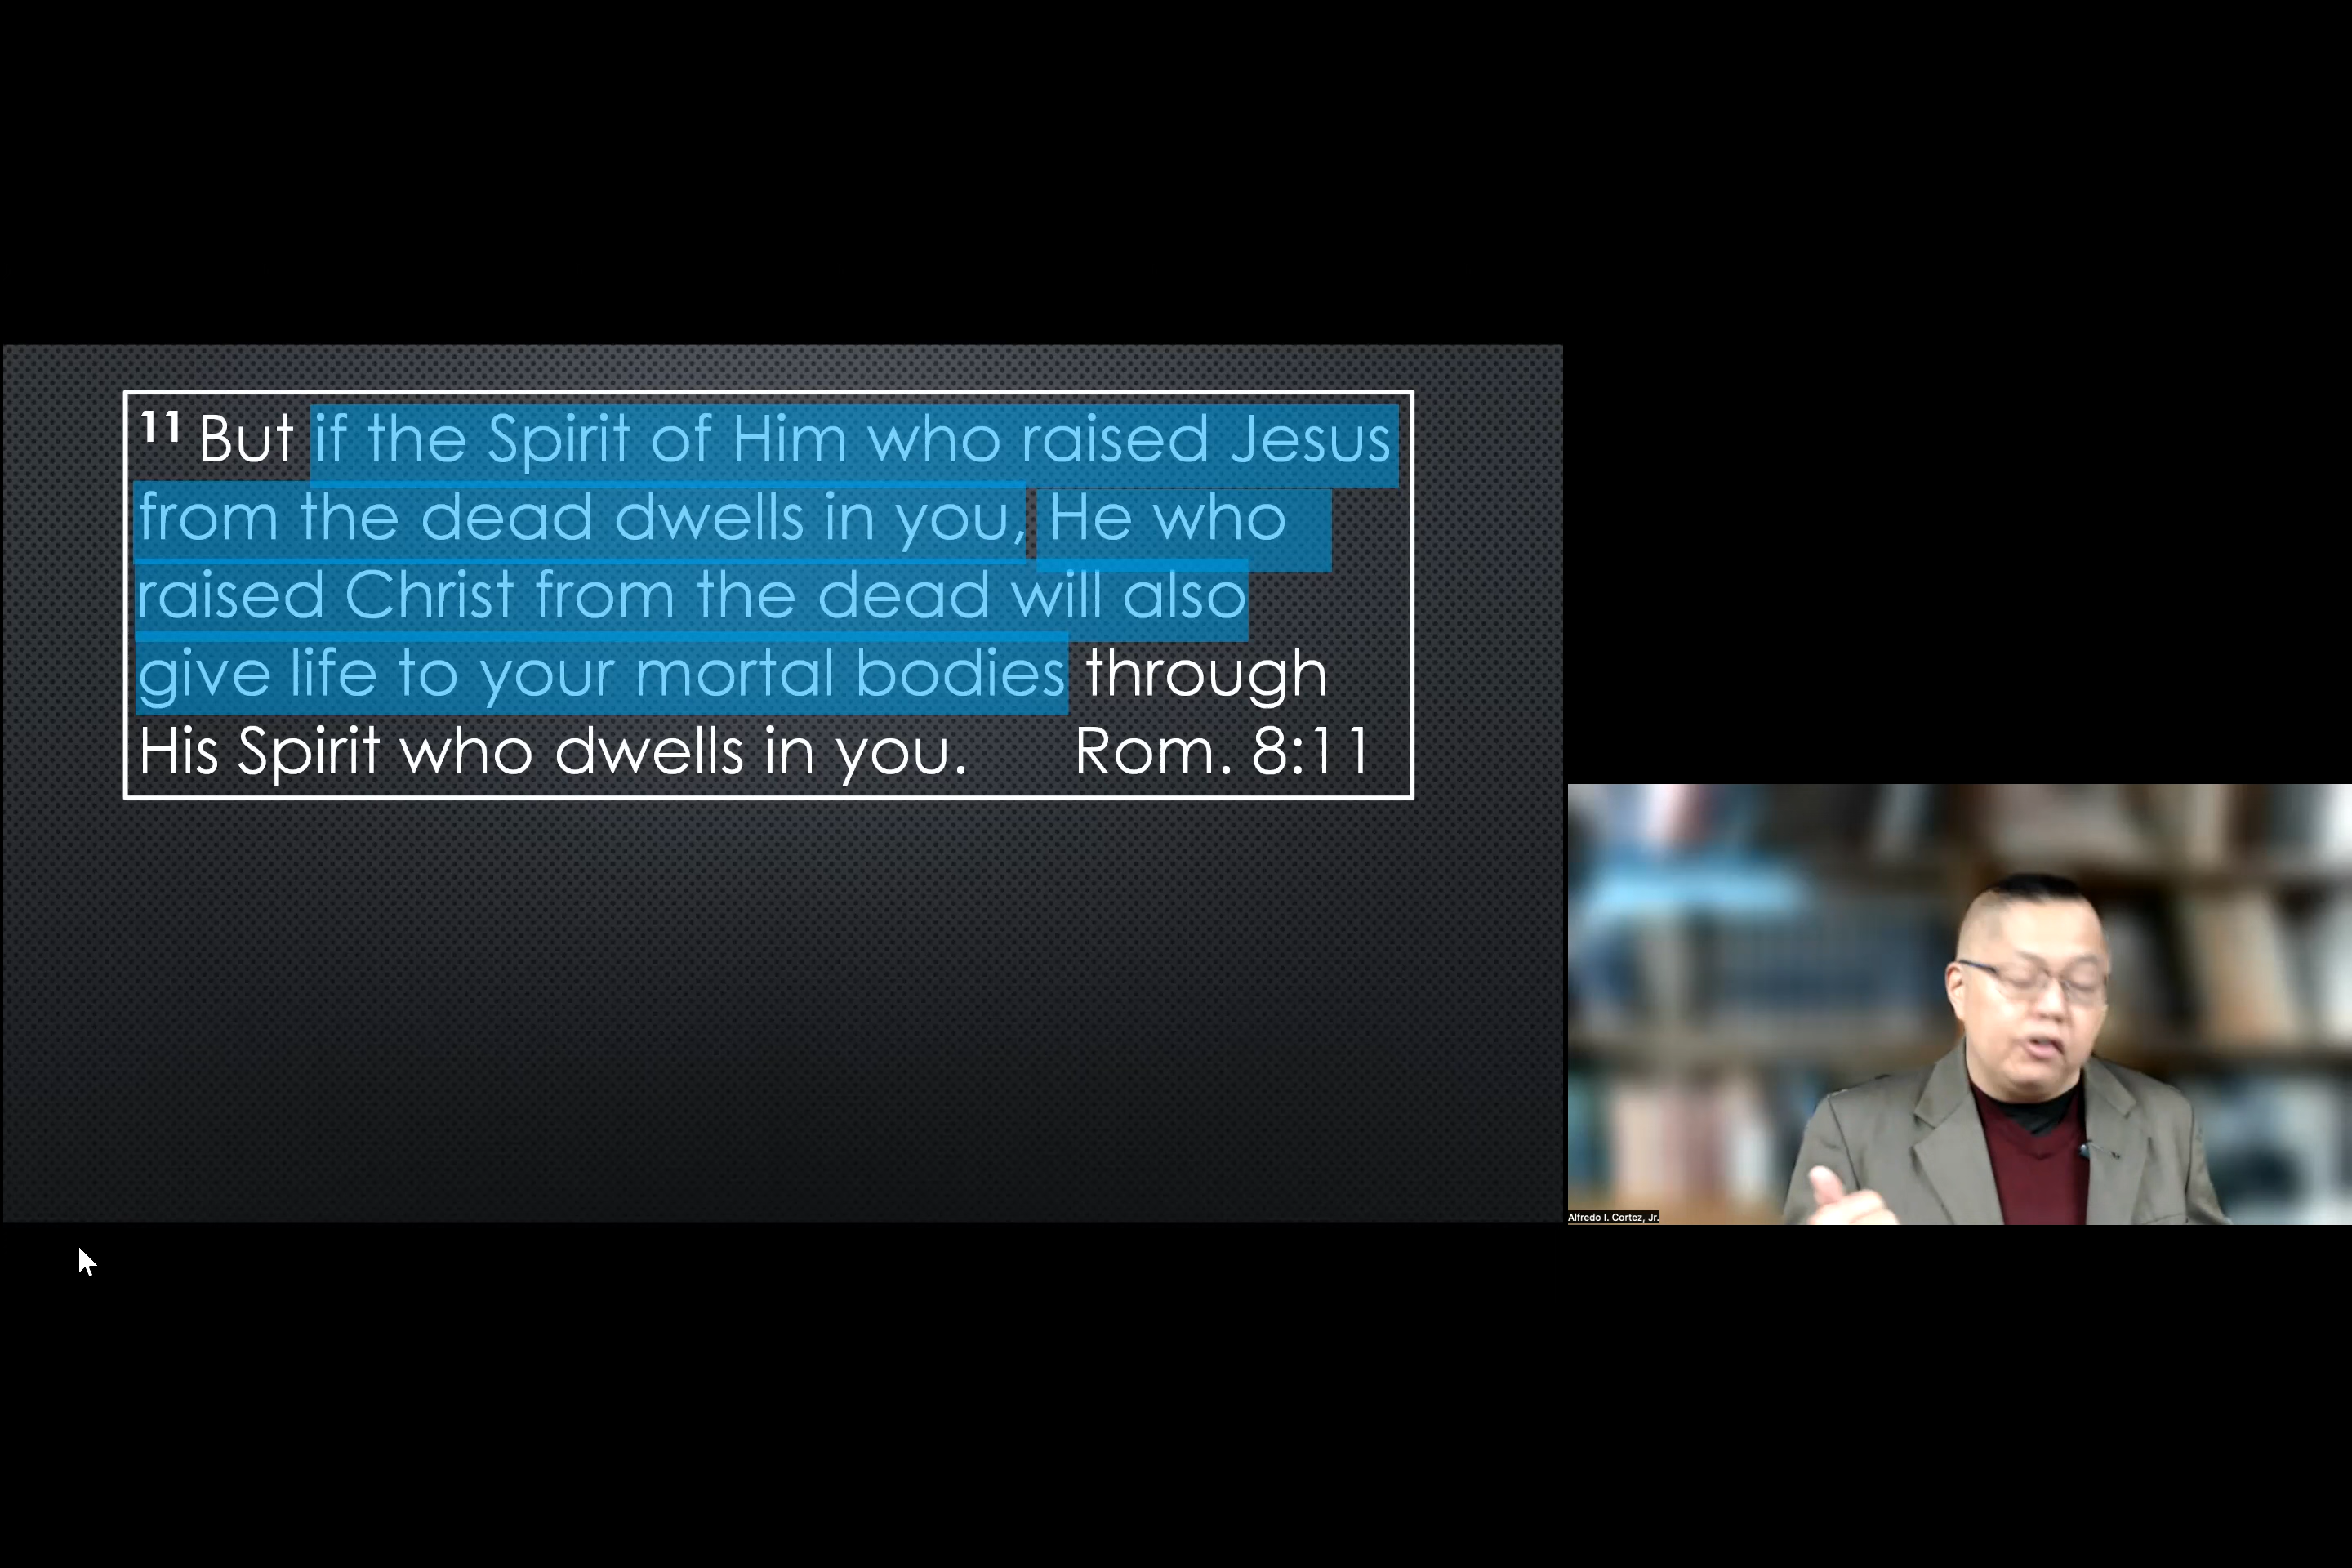 11 But if the Spirit of Him who raised Jesus
from the dead dwells in you, He who
raised Christ from the dead will also
give life to your mortal bodies through
His Spirit who dwells in you. Rom. 8:11
Alfredo I. Cortez, Jr.